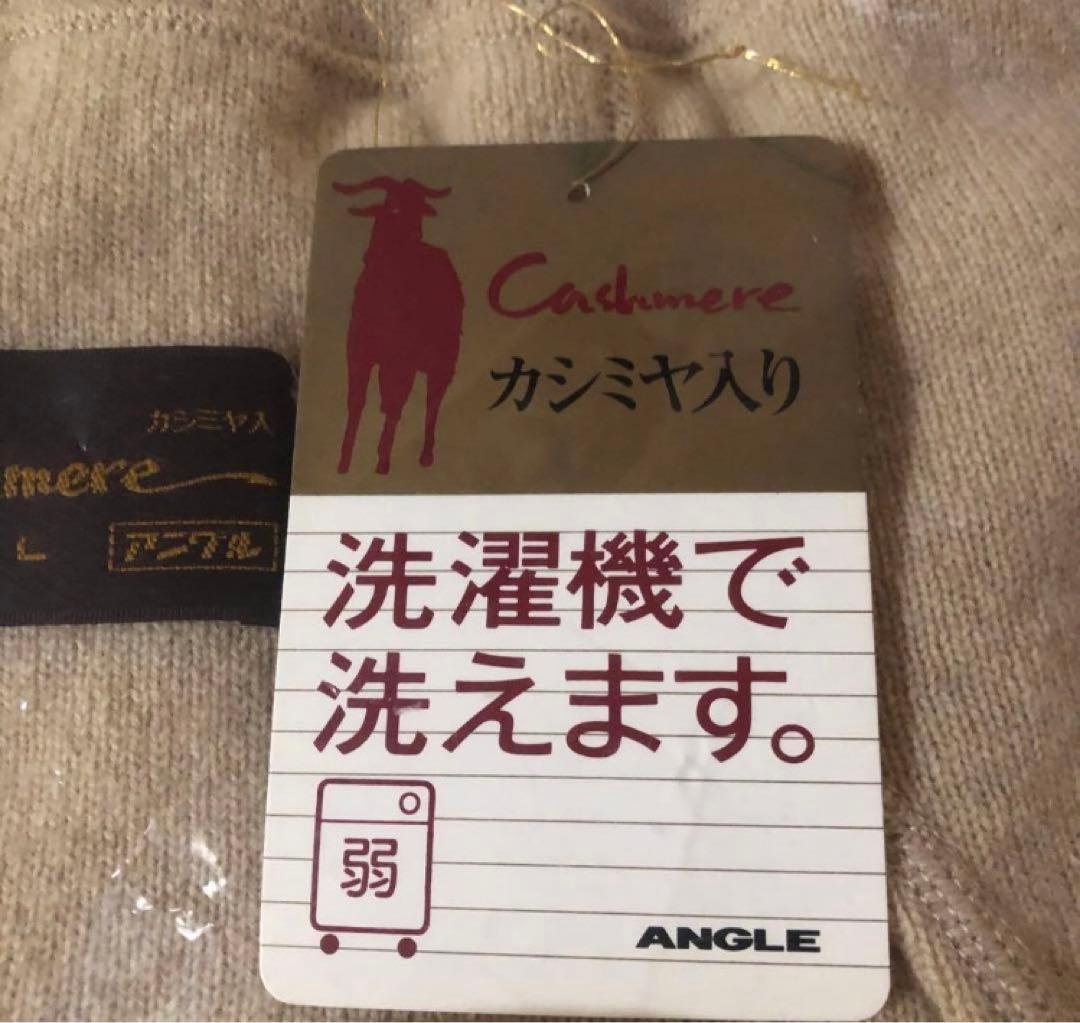 Cashmere
カシミヤ入り
洗濯機で
洗えます。
弱
ANGLE
カシミヤ入
mere
L
アングル